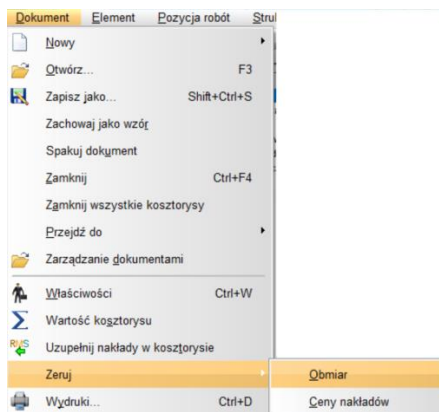 Dokument Element Pozycja robót Stru
Nowy
Otwórz... F3
Zapisz jako... Shift+Ctrl+S
Zachowaj jako wzór
Spakuj dokument
Zamknij Ctrl+F4
Zamknij wszystkie kosztorysy
Przejdź do
Zarządzanie dokumentami
Właściwości Ctrl+W
Wartość kosztorysu
RMS Uzupełnij nakłady w kosztorysie
Zeruj Obmiar
Wydruki... Ctrl+D Ceny nakładów